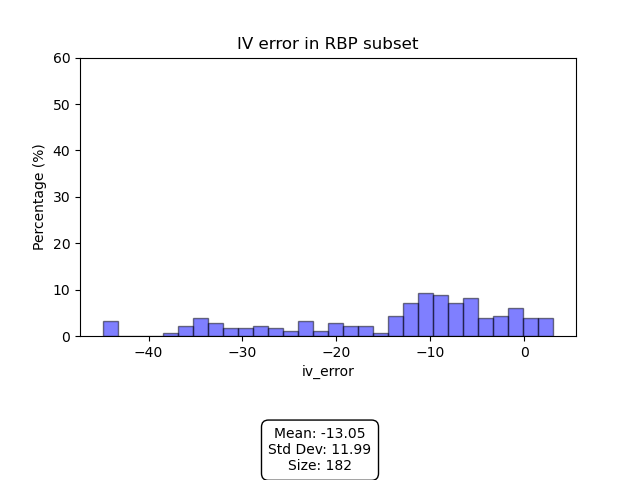 IV error in RBP subset
60
50
40
30
20
10
0
Percentage (%)
−40
−30
−20
−10
0
iv_error
Mean: -13.05
Std Dev: 11.99
Size: 182